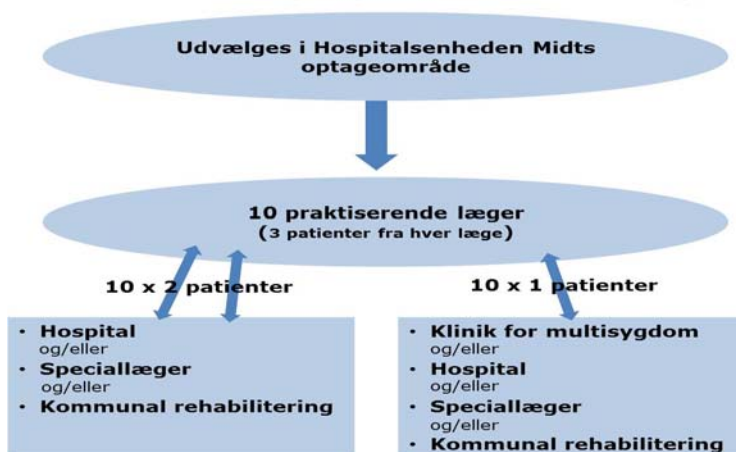 Udvælges i Hospitalsenheden Midts
optageområde
10 praktiserende læger
(3 patienter fra hver læge)
10 x 2 patienter
10 x 1 patienter
• Hospital
og/eller
• Speciallæger
og/eller
• Kommunal rehabilitering
• Klinik for multisygdom
og/eller
• Hospital
og/eller
• Speciallæger
og/eller
• Kommunal rehabilitering